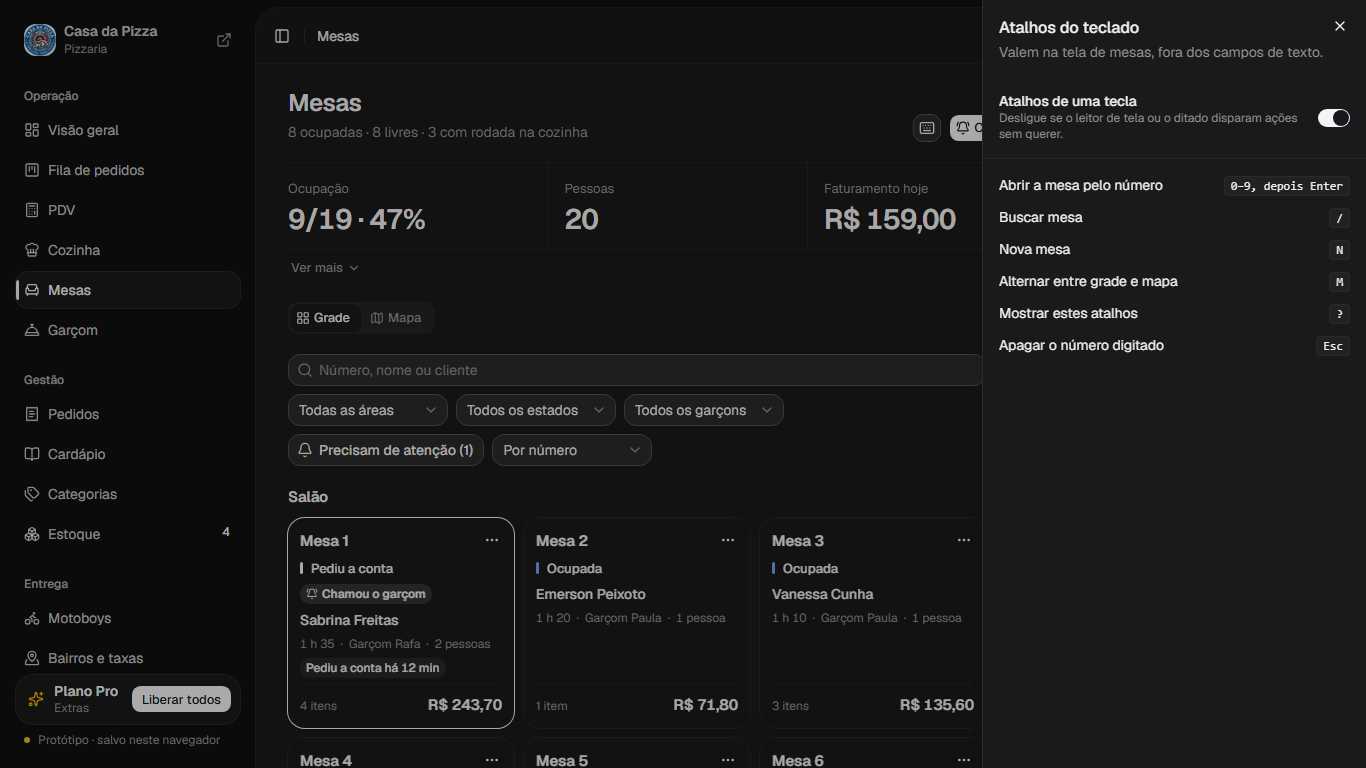 Casa da Pizza
Pizzaria
Operação
Visão geral
Fila de pedidos
PDV
Cozinha
Mesas
Garçom
Gestão
Pedidos
Cardápio
Categorias
Estoque 4
Entrega
Motoboys
Bairros e taxas
Plano Pro
Extras
Liberar todos
Protótipo · salvo neste navegador
Mesas
Mesas
8 ocupadas · 8 livres · 3 com rodada na cozinha
Ocupação
9/19 · 47%
Pessoas
20
Faturamento hoje
R$ 159,00
Ver mais
Grade Mapa
Número, nome ou cliente
Todas as áreas Todos os estados Todos os garçons
Precisam de atenção (1) Por número
Salão
Mesa 1
Pediu a conta
Chamou o garçom
Sabrina Freitas
1 h 35 · Garçom Rafa · 2 pessoas
Pediu a conta há 12 min
4 itens R$ 243,70
Mesa 2
Ocupada
Emerson Peixoto
1 h 20 · Garçom Paula · 1 pessoa
1 item R$ 71,80
Mesa 3
Ocupada
Vanessa Cunha
1 h 10 · Garçom Paula · 1 pessoa
3 itens R$ 135,60
Mesa 4
Mesa 5
Mesa 6
Atalhos do teclado
Valem na tela de mesas, fora dos campos de texto.
Atalhos de uma tecla
Desligue se o leitor de tela ou o ditado disparam ações
sem querer.
Abrir a mesa pelo número 0–9, depois Enter
Buscar mesa /
Nova mesa N
Alternar entre grade e mapa M
Mostrar estes atalhos ?
Apagar o número digitado Esc